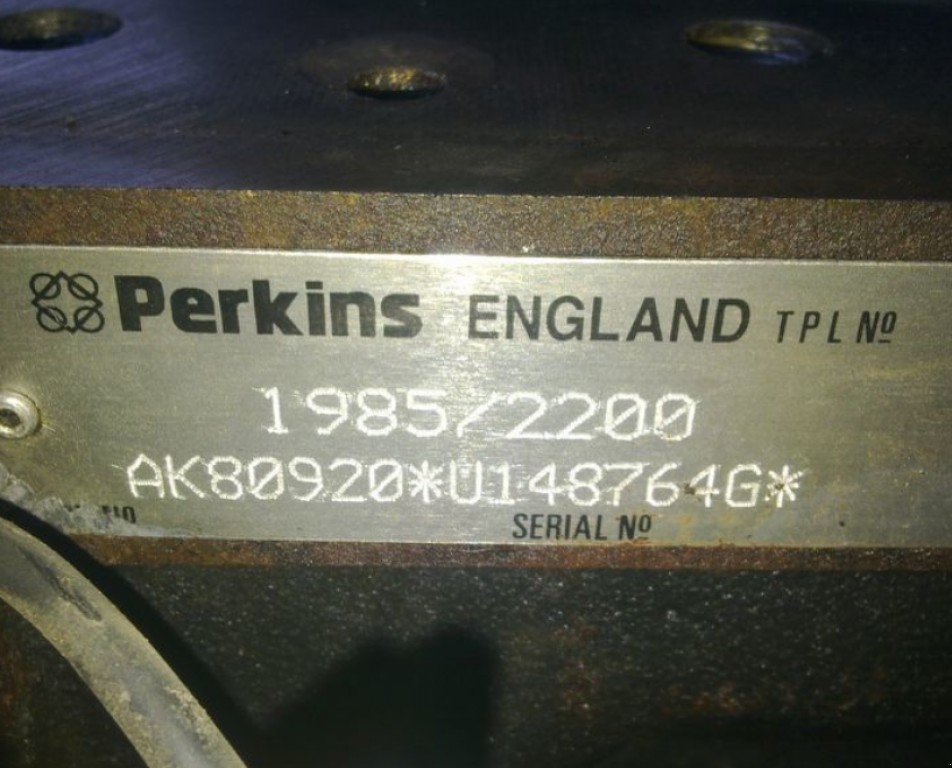 Perkins ENGLAND TPL Nº
1985/2200
AK80920*U148764G*
SERIAL Nº